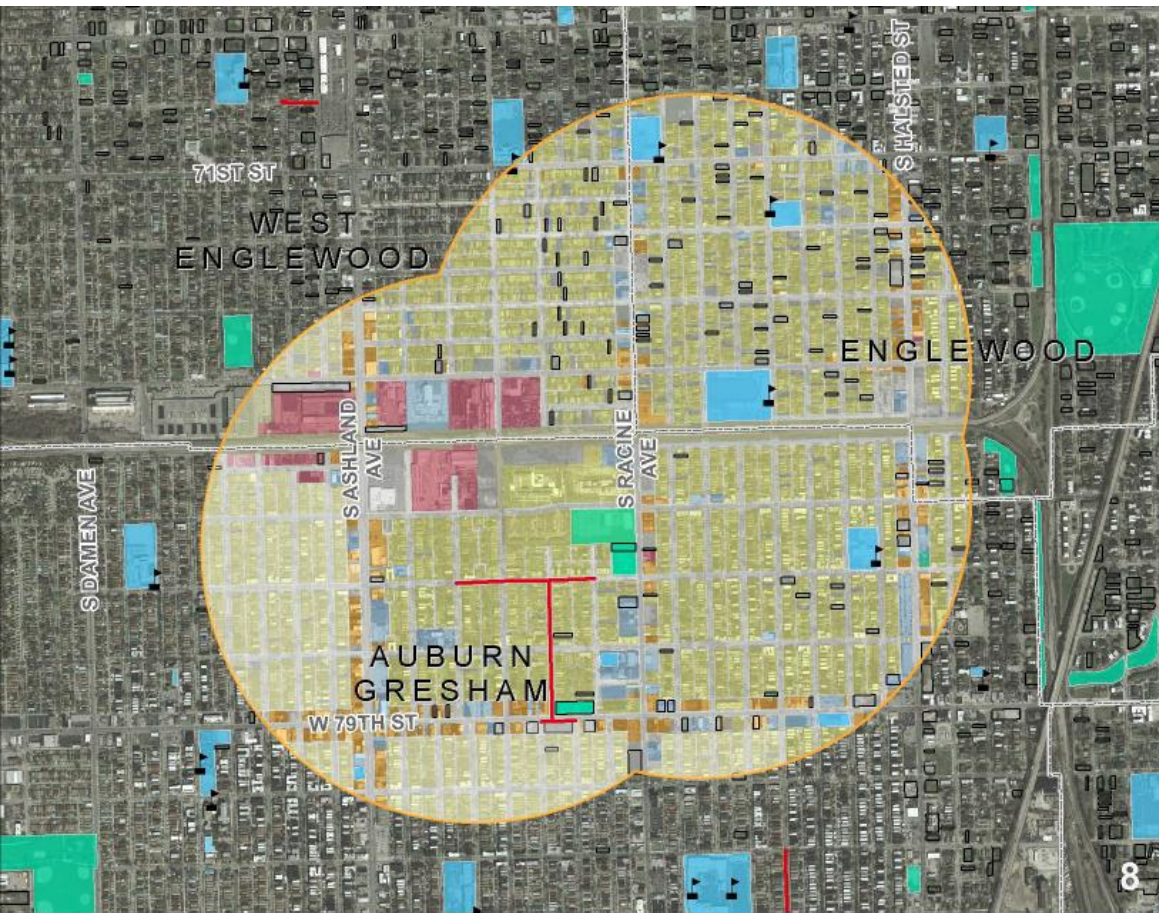 S HALSTED ST
71ST ST
WEST
ENGLEWOOD
ENGLEWOOD
S ASHLAND
AVE
S RACINE
AVE
S DAMEN AVE
AUBURN
GRESHAM
W 79TH ST
8